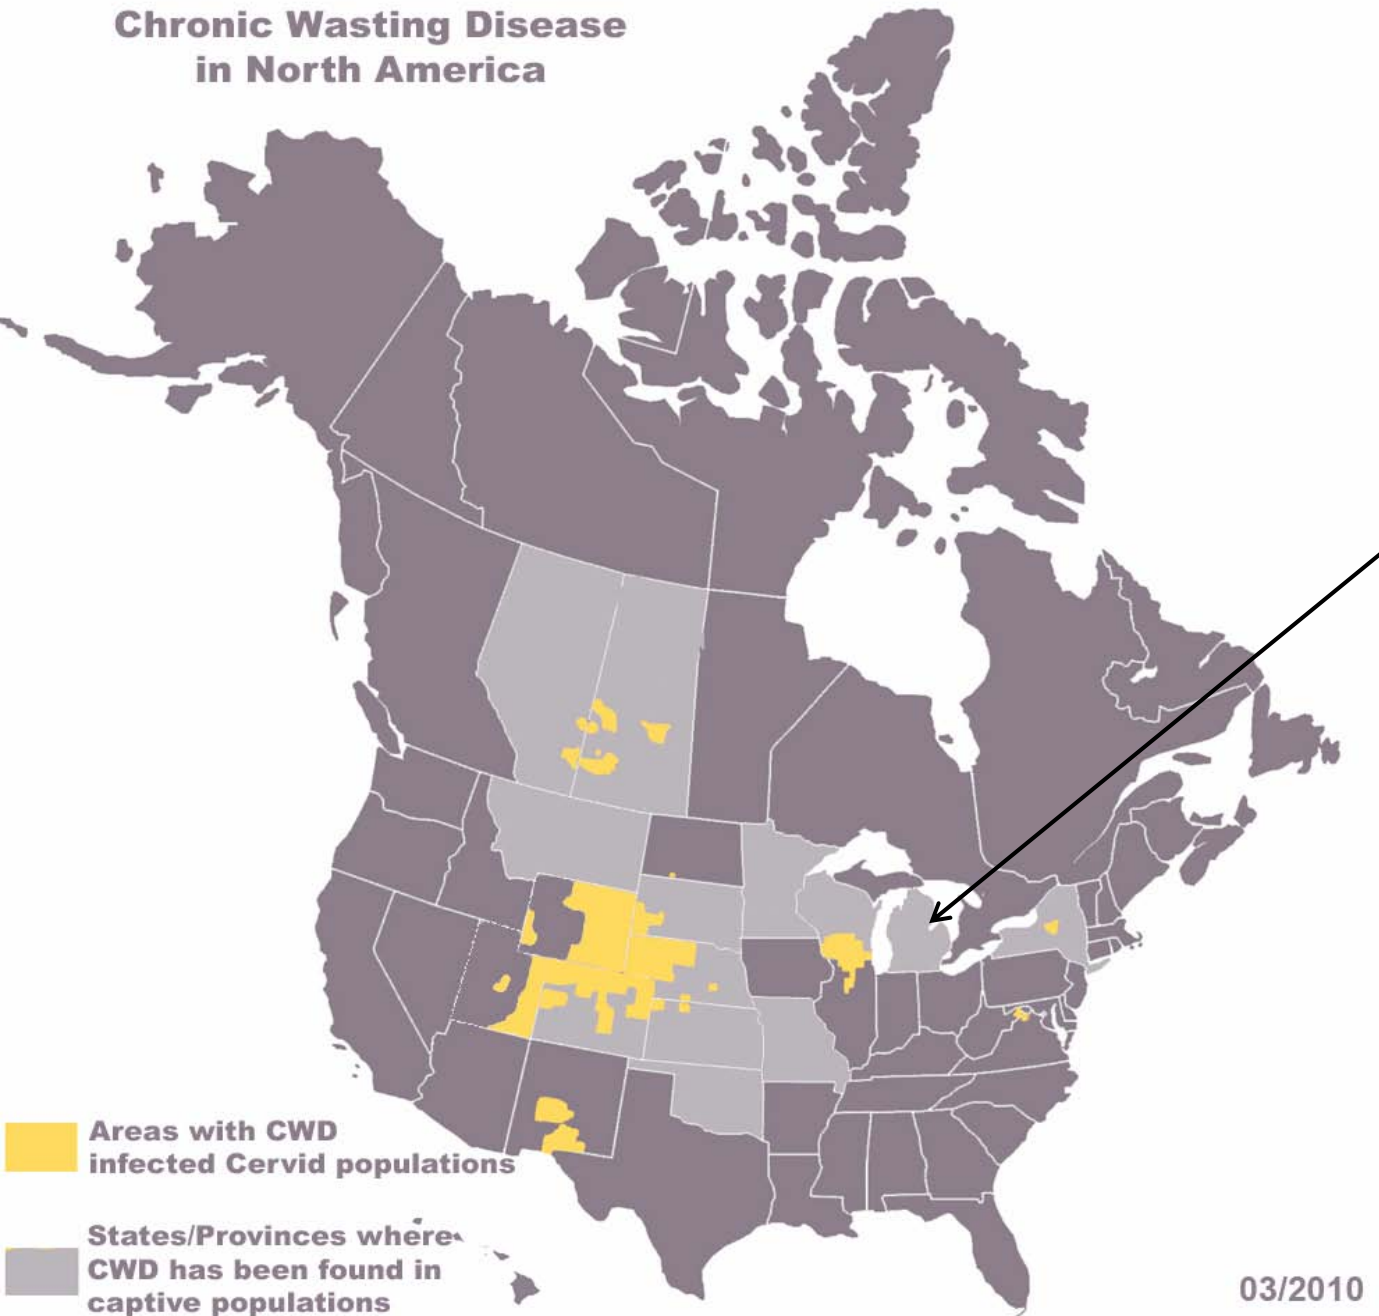 Chronic Wasting Disease
in North America
Areas with CWD
infected Cervid populations
States/Provinces where
CWD has been found in
captive populations
03/2010